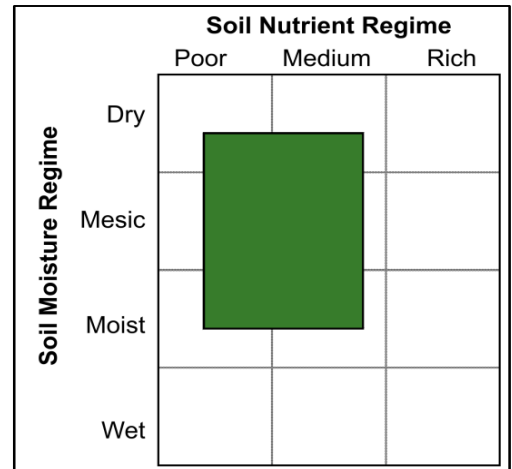 Soil Nutrient Regime
Poor Medium Rich
Soil Moisture Regime
Dry
Mesic
Moist
Wet